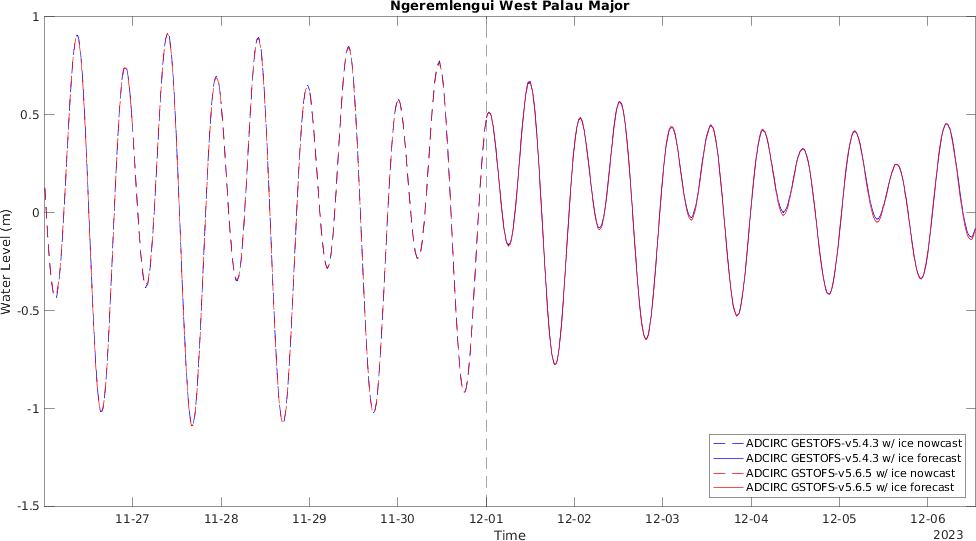 Ngeremlengui West Palau Major
1
0.5
0
-0.5
-1
-1.5
Water Level (m)
11-27 11-28 11-29 11-30 12-01 12-02 12-03 12-04 12-05 12-06
Time
2023
ADCIRC GESTOFS-v5.4.3 w/ ice nowcast
ADCIRC GESTOFS-v5.4.3 w/ ice forecast
ADCIRC GSTOFS-v5.6.5 w/ ice nowcast
ADCIRC GSTOFS-v5.6.5 w/ ice forecast